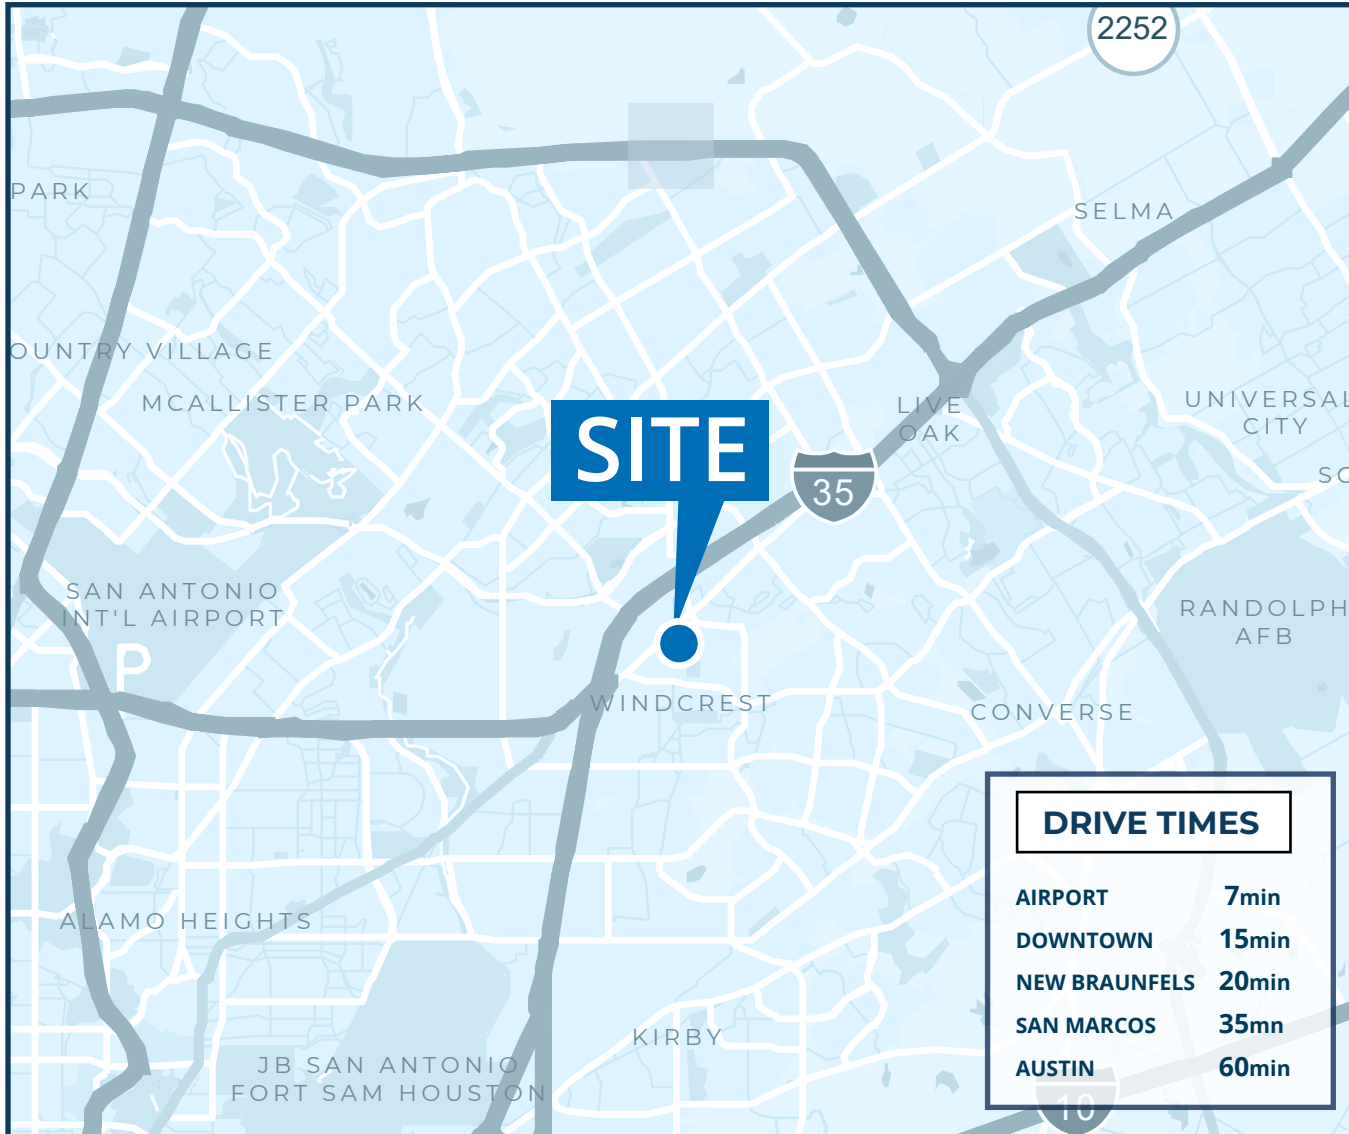 2252
PARK
SELMA
OUNTRY VILLAGE
MCALLISTER PARK
LIVE
OAK
UNIVERSAL
CITY
SITE
35
SC
SAN ANTONIO
INT'L AIRPORT
RANDOLPH
AFB
P
WINDCREST
CONVERSE
DRIVE TIMES
AIRPORT 7min
DOWNTOWN 15min
NEW BRAUNFELS 20min
SAN MARCOS 35mn
AUSTIN 60min
ALAMO HEIGHTS
KIRBY
JB SAN ANTONIO
FORT SAM HOUSTON
10